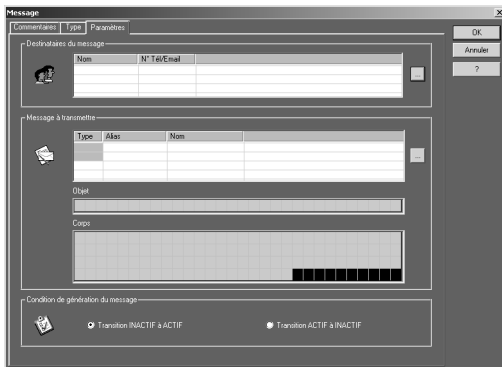 Message
Commentaires Type Paramètres
OK
Annuler
?
Destinataires du message
Nom N° Tél/Email
...
Message à transmettre
Type Alias Nom
...
Objet
Corps
Condition de génération du message
Transition INACTIF à ACTIF Transition ACTIF à INACTIF